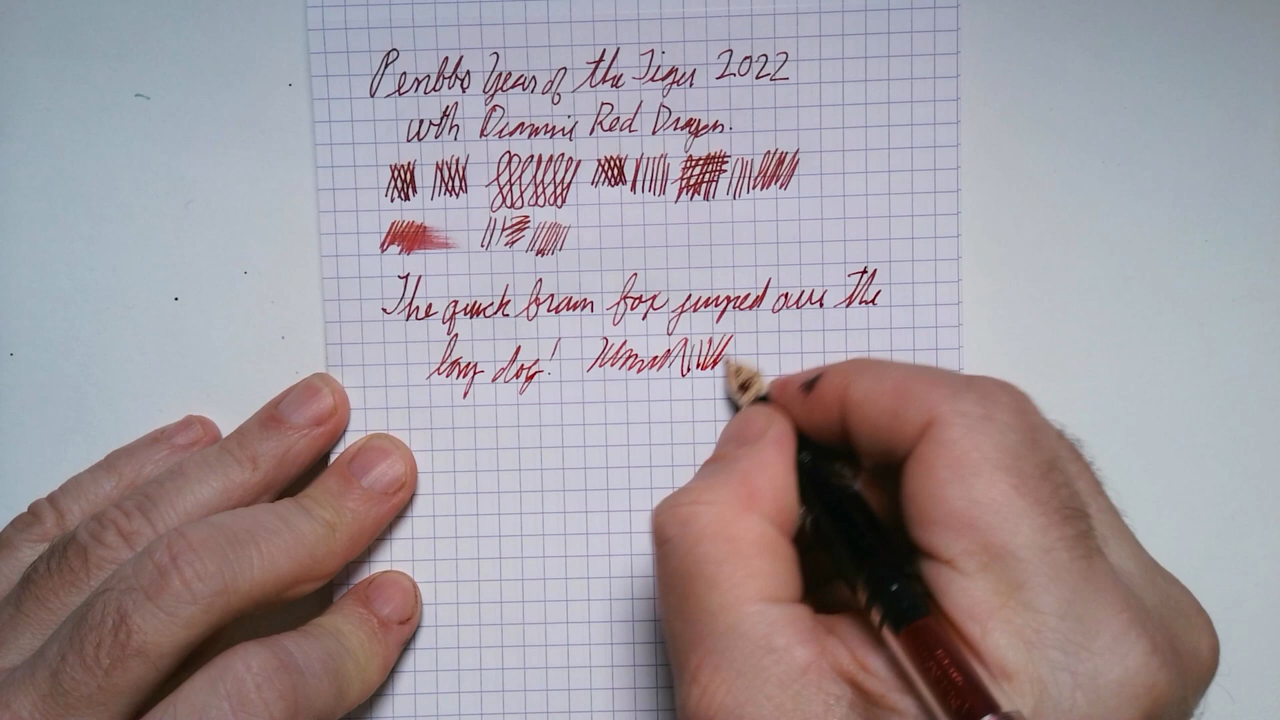 Penbbs Year of the Tiger 2022
with Diamine Red Dragon.
The quick brown fox jumped over the
lazy dog!